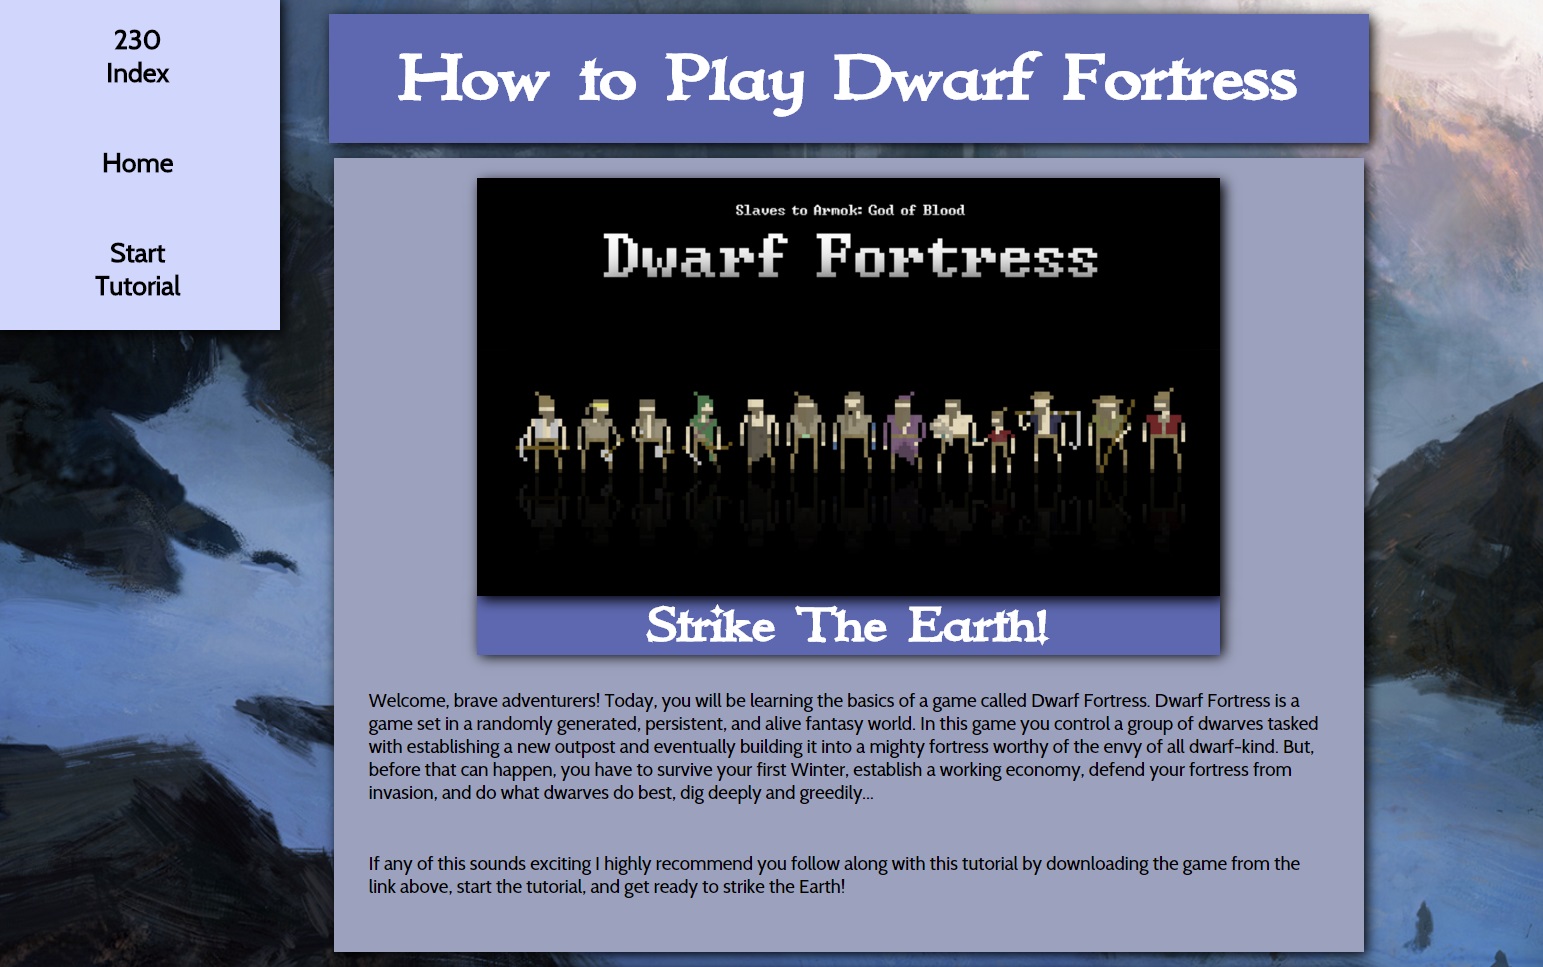 230
Index
Home
Start
Tutorial
How to Play Dwarf Fortress
Slaves to Armok: God of Blood
Dwarf Fortress
Strike The Earth!
Welcome, brave adventurers! Today, you will be learning the basics of a game called Dwarf Fortress. Dwarf Fortress is a
game set in a randomly generated, persistent, and alive fantasy world. In this game you control a group of dwarves tasked
with establishing a new outpost and eventually building it into a mighty fortress worthy of the envy of all dwarf-kind. But,
before that can happen, you have to survive your first Winter, establish a working economy, defend your fortress from
invasion, and do what dwarves do best, dig deeply and greedily...
If any of this sounds exciting I highly recommend you follow along with this tutorial by downloading the game from the
link above, start the tutorial, and get ready to strike the Earth!